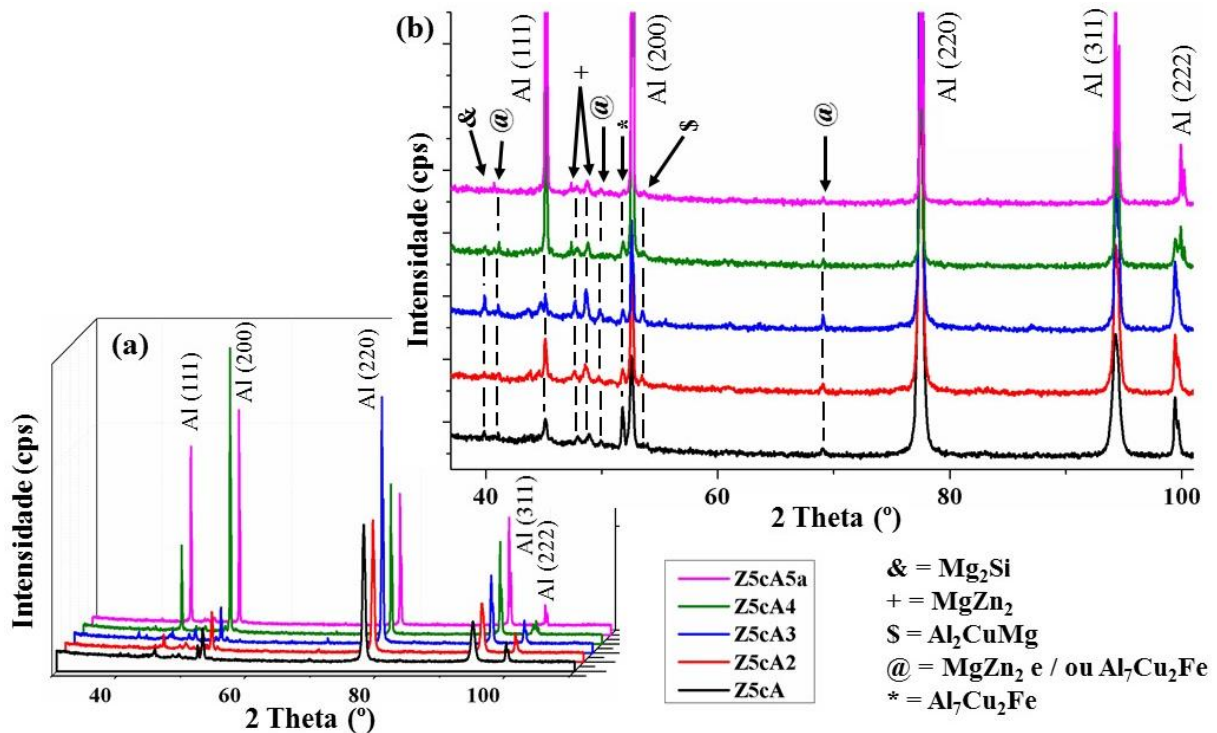 (b)
Intensidade (cps)
&
@
Al (111)
+
@
*
Al (200)
$
@
Al (220)
Al (311)
Al (222)
40 60 80 100
2 Theta (º)
(a)
Intensidade (cps)
Al (111)
Al (200)
Al (220)
Al (311)
Al (222)
40 60 80 100
2 Theta (º)
Z5cA5a
Z5cA4
Z5cA3
Z5cA2
Z5cA
& = Mg₂Si
+ = MgZn₂
$ = Al₂CuMg
@ = MgZn₂ e / ou Al₇Cu₂Fe
* = Al₇Cu₂Fe